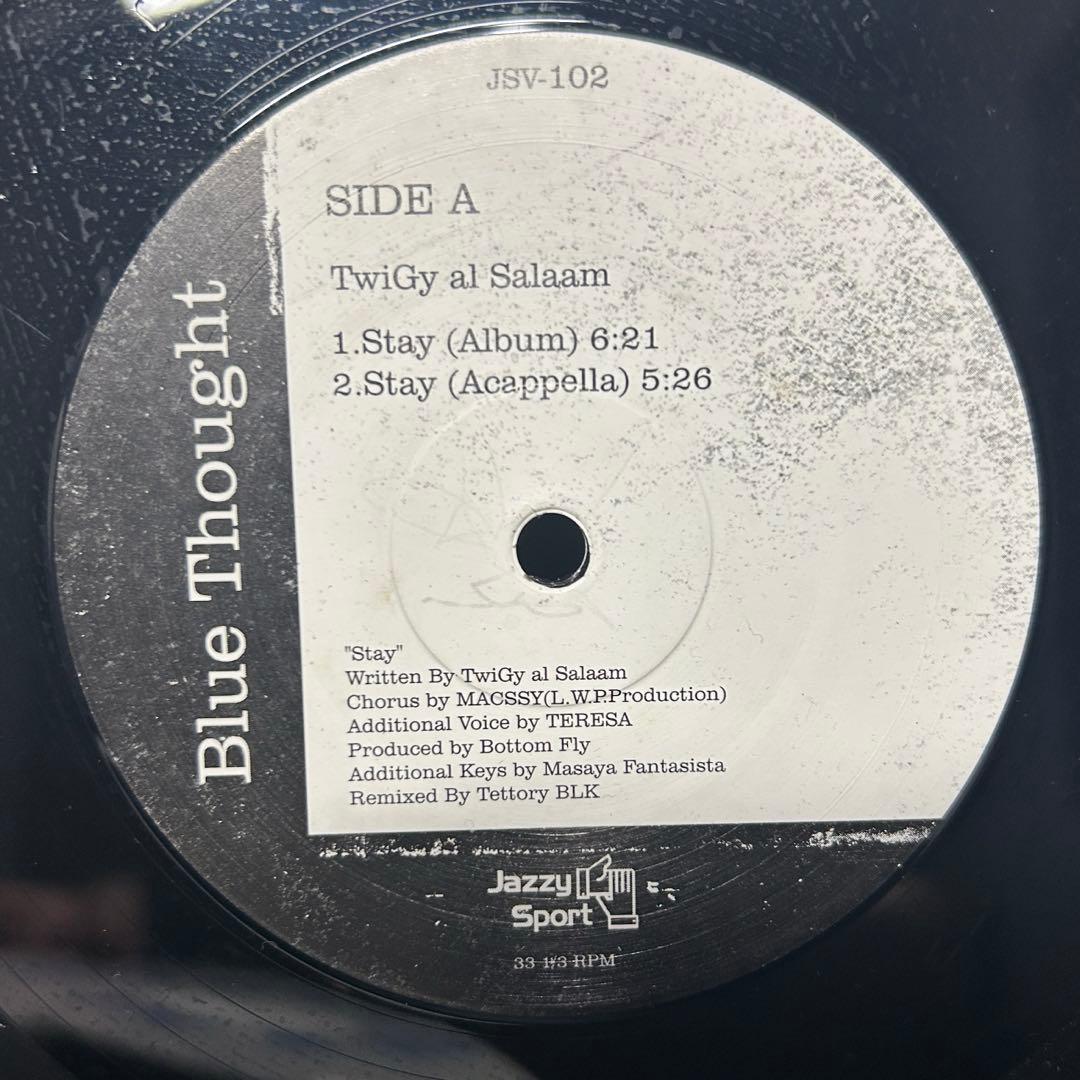 JSV-102
SIDE A
TwiGy al Salaam
1.Stay (Album) 6:21
2.Stay (Acappella) 5:26
Blue Thought
"Stay"
Written By TwiGy al Salaam
Chorus by MACSSY(L.W.P.Production)
Additional Voice by TERESA
Produced by Bottom Fly
Additional Keys by Masaya Fantasista
Remixed By Tettory BLK
Jazzy
Sport
33 1/3 RPM